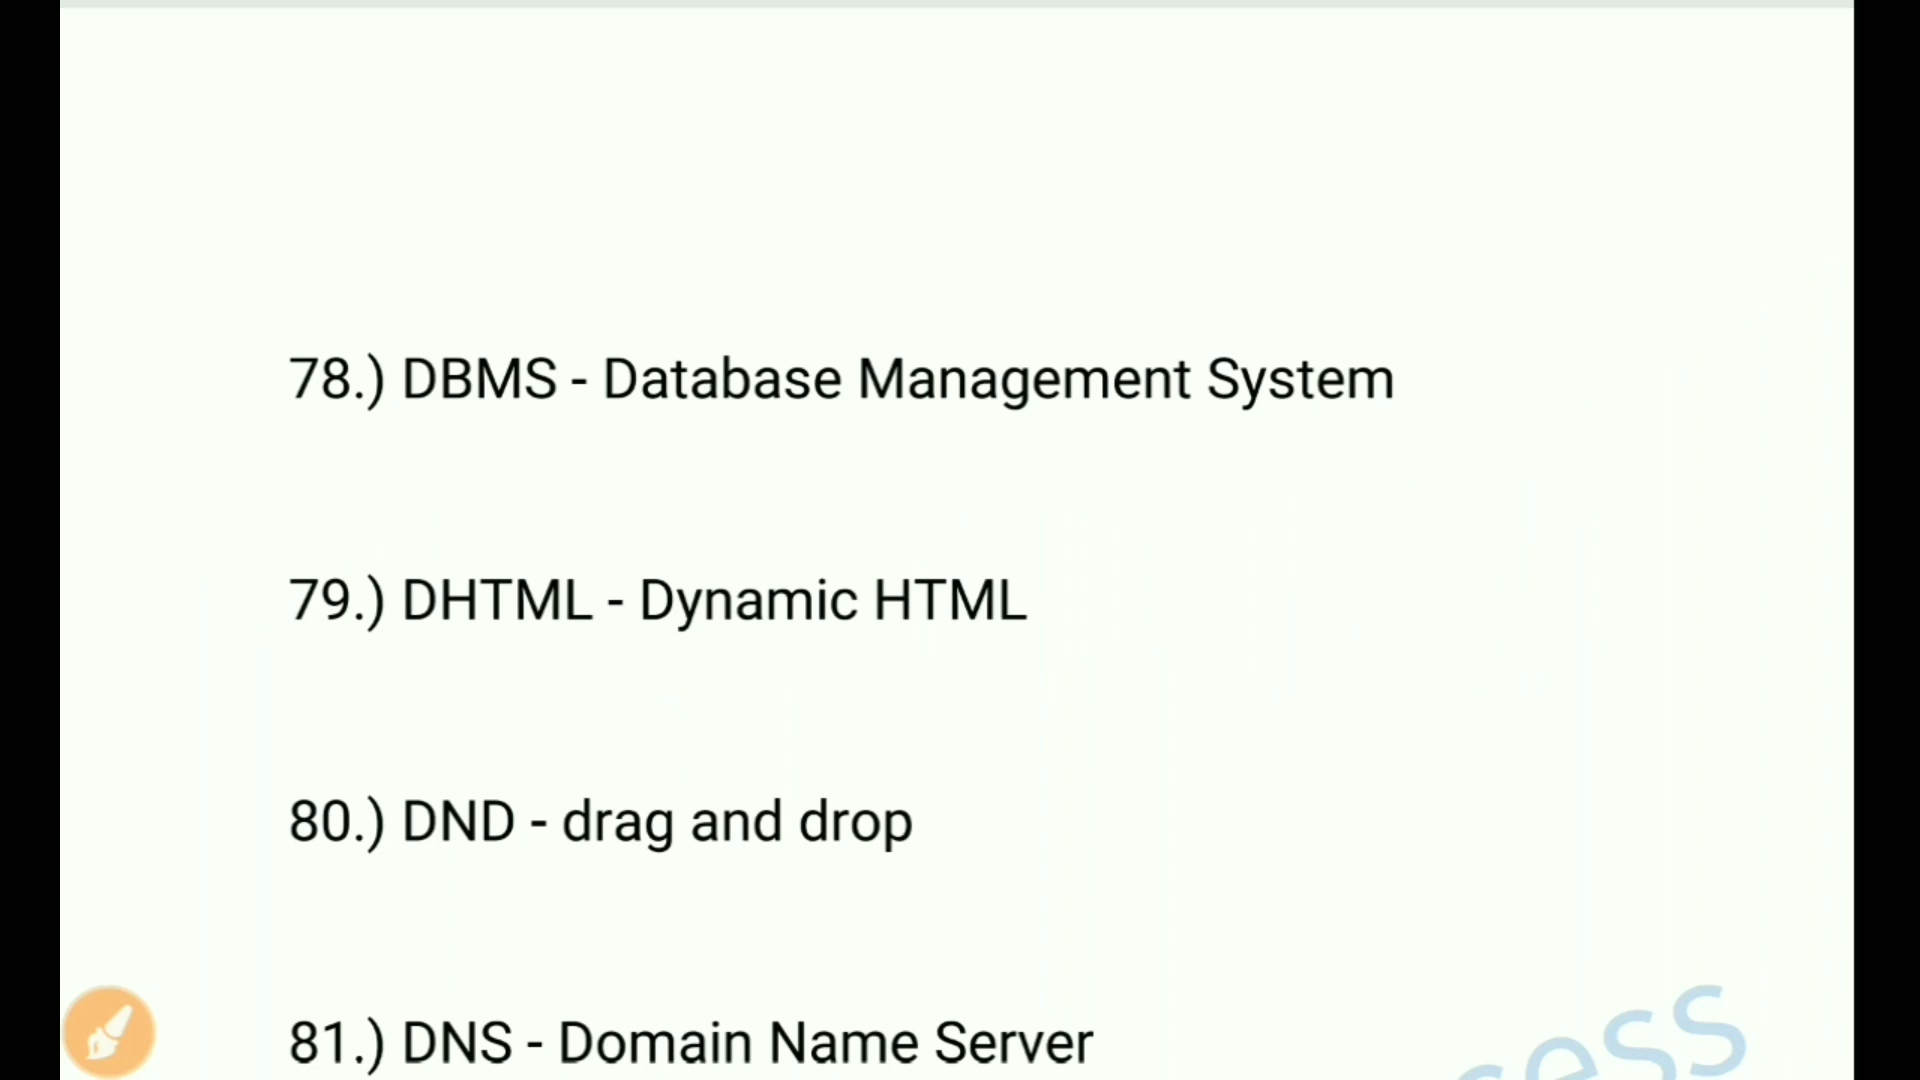 78.) DBMS - Database Management System
79.) DHTML - Dynamic HTML
80.) DND - drag and drop
81.) DNS - Domain Name Server